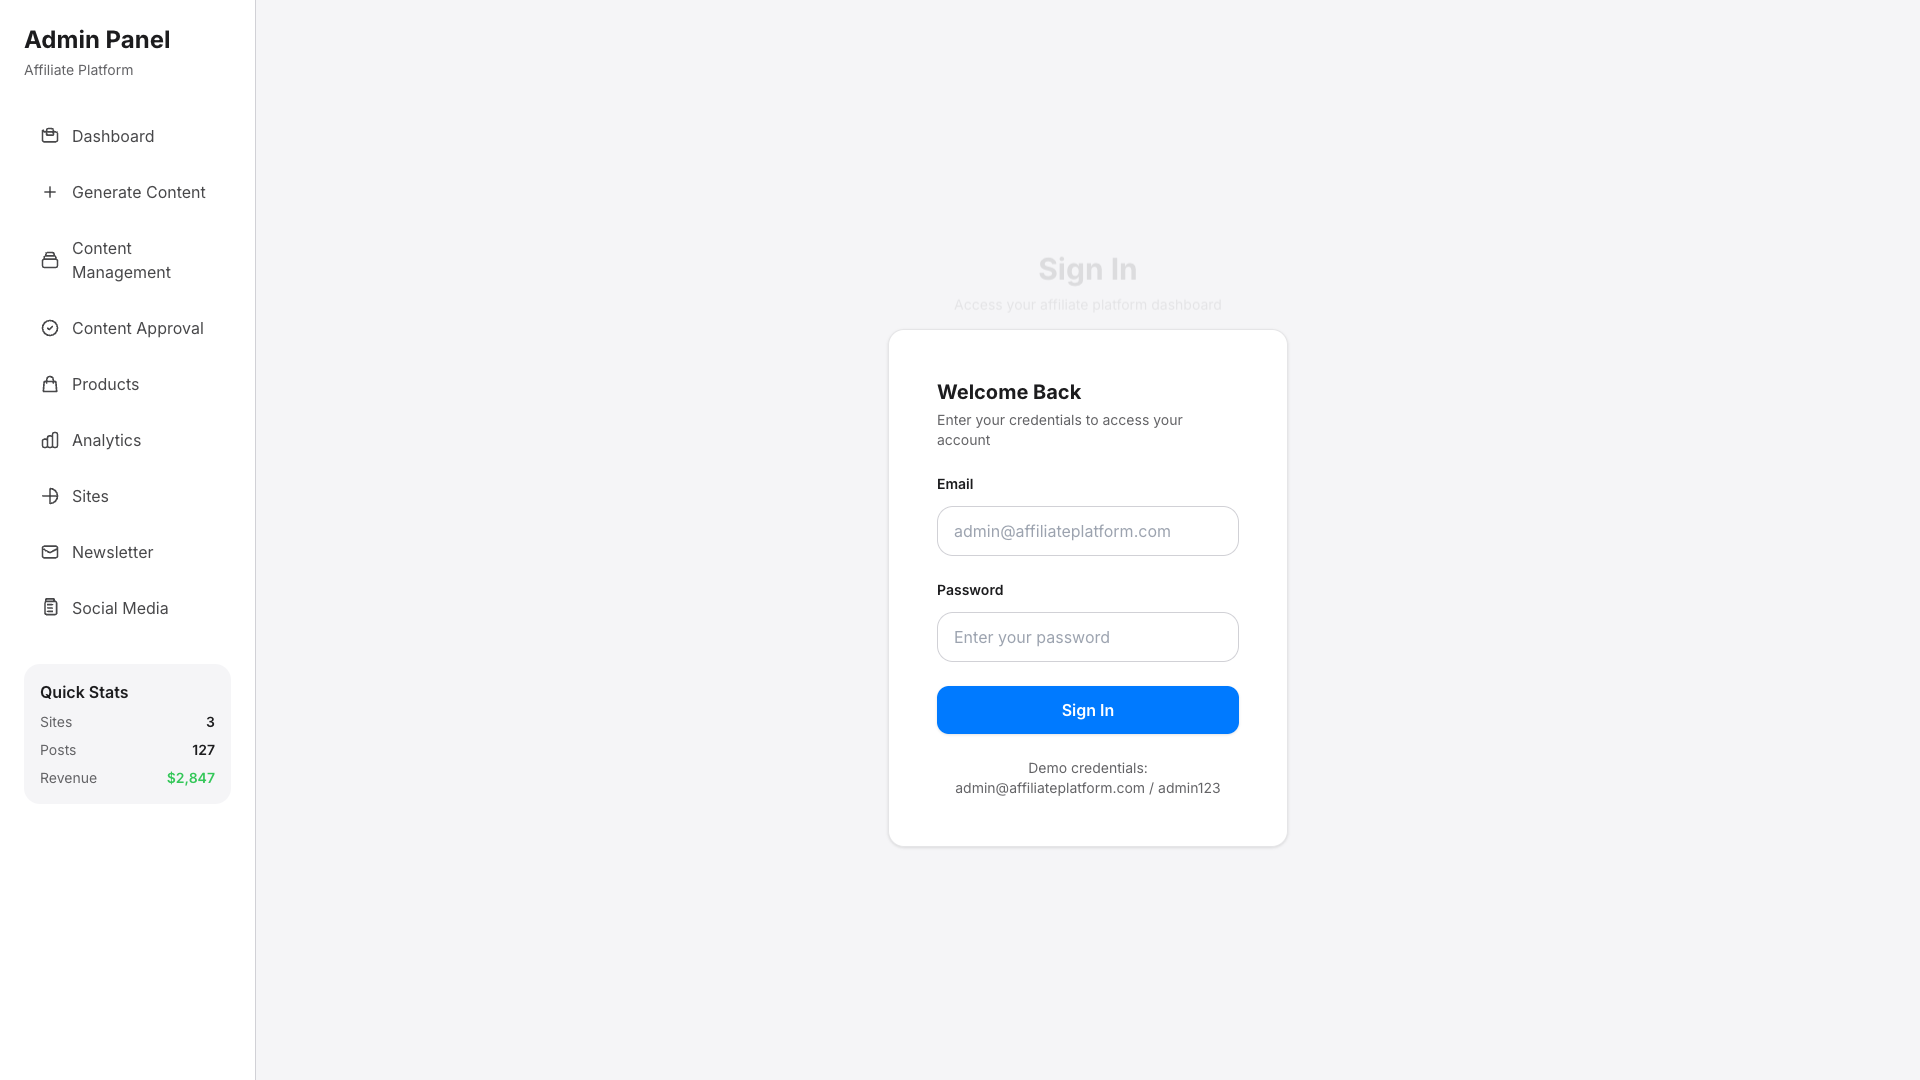 Admin Panel
Affiliate Platform
Dashboard
Generate Content
Content
Management
Content Approval
Products
Analytics
Sites
Newsletter
Social Media
Quick Stats
Sites 3
Posts 127
Revenue $2,847
Sign In
Access your affiliate platform dashboard
Welcome Back
Enter your credentials to access your
account
Email
admin@affiliateplatform.com
Password
Enter your password
Sign In
Demo credentials:
admin@affiliateplatform.com / admin123